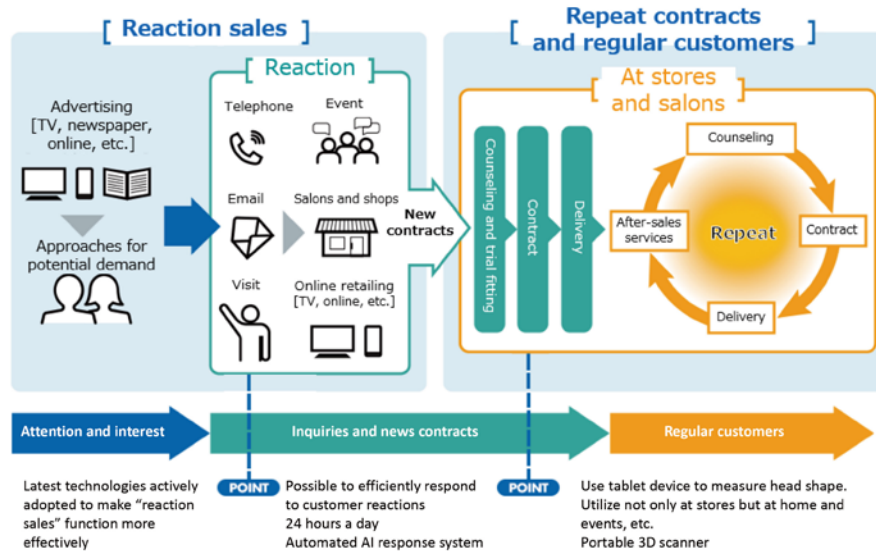 Reaction sales
Advertising
[TV, newspaper,
online, etc.]
Approaches for
potential demand
Reaction
Telephone
Event
Email
Salons and shops
Visit
Online retailing
[TV, online, etc.]
New
contracts
Repeat contracts
and regular customers
At stores
and salons
Counseling and trial fitting
Contract
Delivery
Counseling
Contract
Delivery
After-sales
services
Repeat
Attention and interest
Inquiries and news contracts
Regular customers
Latest technologies actively
adopted to make “reaction
sales” function more
effectively
POINT
Possible to efficiently respond
to customer reactions
24 hours a day
Automated AI response system
POINT
Use tablet device to measure head shape.
Utilize not only at stores but at home and
events, etc.
Portable 3D scanner